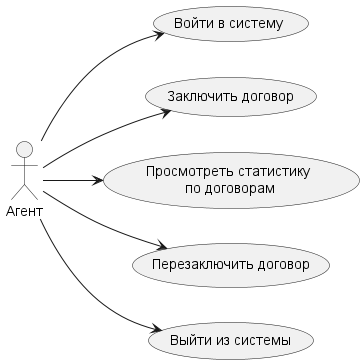 Войти в систему
Заключить договор
Просмотреть статистику
по договорам
Агент
Перезаключить договор
Выйти из системы